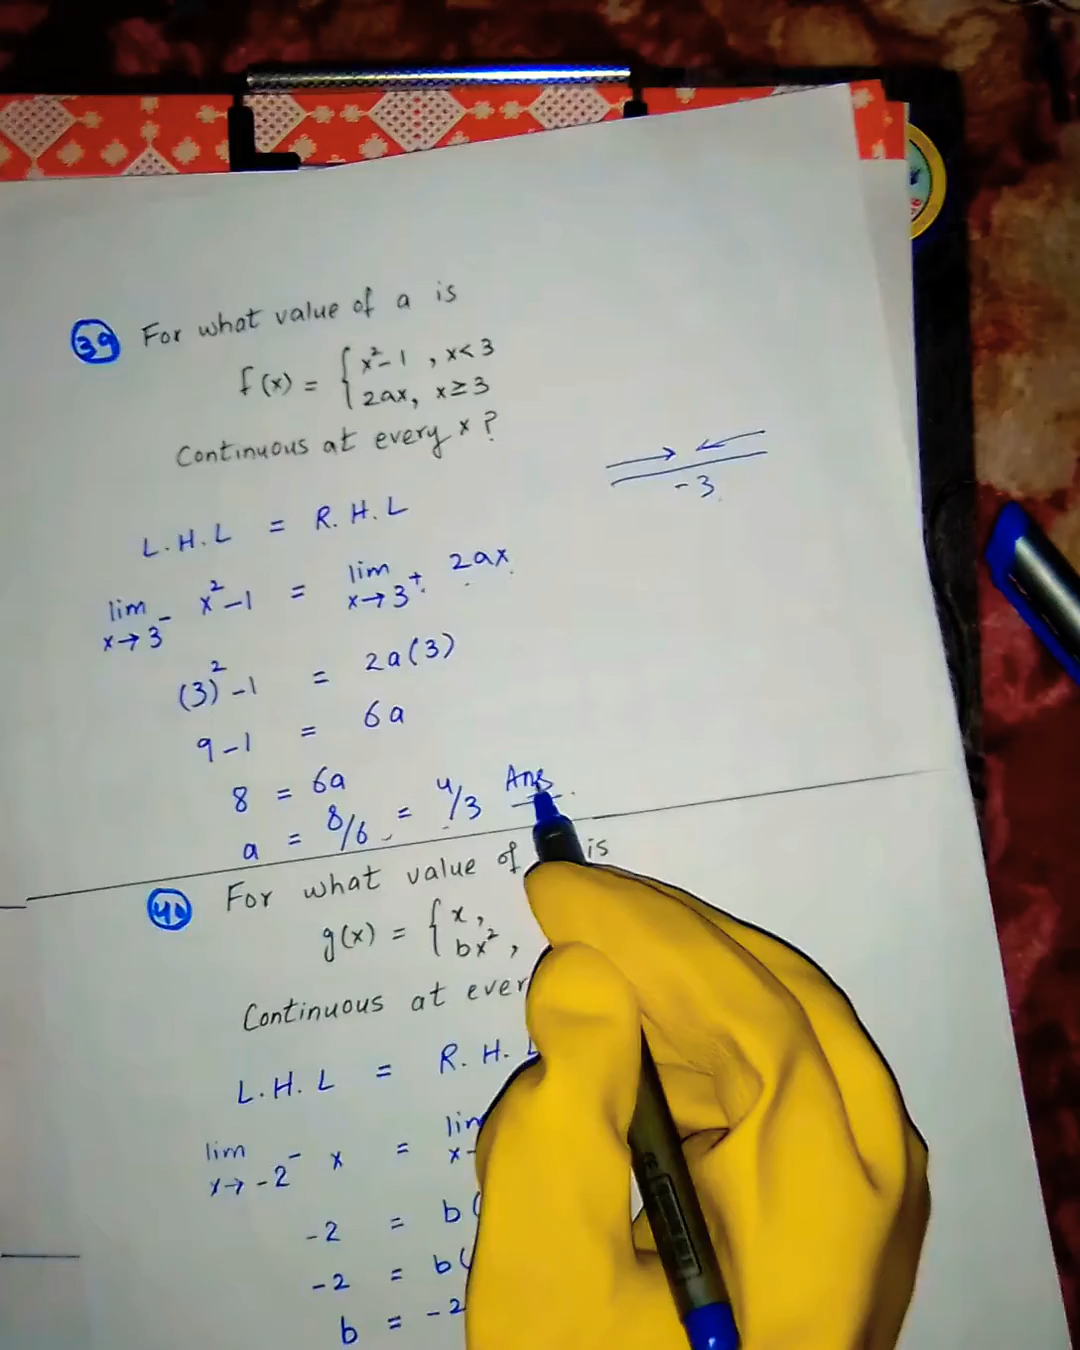 39 For what value of a is
f(x) = { x²-1 , x<3
2ax, x≥3
Continuous at every x ?
-3
L.H.L = R.H.L
lim x→3⁻ x²-1 = lim x→3⁺ 2ax
(3)²-1 = 2a(3)
9-1 = 6a
8 = 6a
a = 8/6 = 4/3 Ans
40 For what value of is
g(x) = { x,
bx²,
Continuous at ever
L.H.L = R.H.
lim x→-2⁻ x = lim x→
-2 = b(
-2 = b(
b = -2